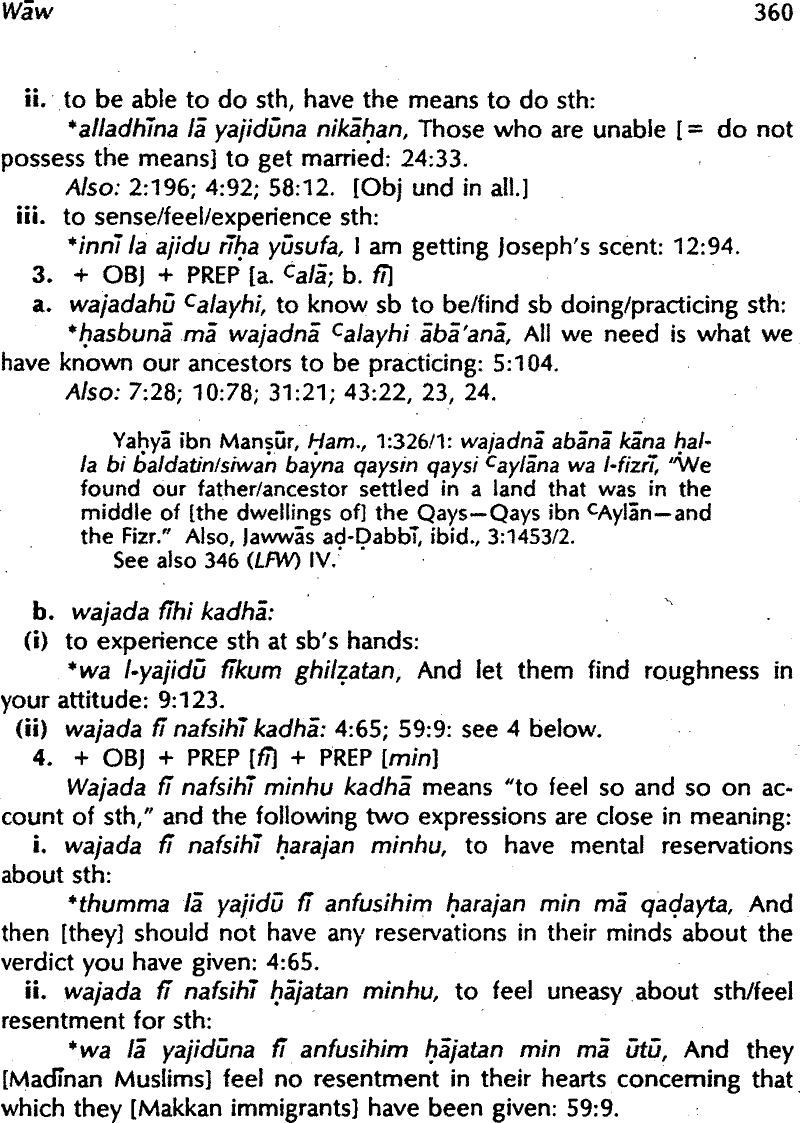 Wāw 360
ii. to be able to do sth, have the means to do sth:
*alladhīna lā yajidūna nikāḥan, Those who are unable [= do not
possess the means] to get married: 24:33.
Also: 2:196; 4:92; 58:12. [Obj und in all.]
iii. to sense/feel/experience sth:
*innī la ajidu rīḥa yūsufa, I am getting Joseph's scent: 12:94.
3. + OBJ + PREP [a. ᶜalā; b. fī]
a. wajadahū ᶜalayhi, to know sb to be/find sb doing/practicing sth:
*ḥasbunā mā wajadnā ᶜalayhi ābā'anā, All we need is what we
have known our ancestors to be practicing: 5:104.
Also: 7:28; 10:78; 31:21; 43:22, 23, 24.
Yaḥyā ibn Manṣūr, Ḥam., 1:326/1: wajadnā abānā kāna ḥal-
la bi baldatin/siwan bayna qaysin qaysi ᶜaylāna wa l-fizrī, "We
found our father/ancestor settled in a land that was in the
middle of [the dwellings of] the Qays—Qays ibn ᶜAylān—and
the Fizr." Also, Jawwās aḍ-Ḍabbī, ibid., 3:1453/2.
See also 346 (LFW) IV.
b. wajada fīhi kadhā:
(i) to experience sth at sb's hands:
*wa l-yajidū fīkum ghilẓatan, And let them find roughness in
your attitude: 9:123.
(ii) wajada fī nafsihī kadhā: 4:65; 59:9: see 4 below.
4. + OBJ + PREP [fī] + PREP [min]
Wajada fī nafsihī minhu kadhā means "to feel so and so on ac-
count of sth," and the following two expressions are close in meaning:
i. wajada fī nafsihī ḥarajan minhu, to have mental reservations
about sth:
*thumma lā yajidū fī anfusihim ḥarajan min mā qaḍayta, And
then [they] should not have any reservations in their minds about the
verdict you have given: 4:65.
ii. wajada fī nafsihī ḥājatan minhu, to feel uneasy about sth/feel
resentment for sth:
*wa lā yajidūna fī anfusihim ḥājatan min mā ūtū, And they
[Madīnan Muslims] feel no resentment in their hearts concerning that
which they [Makkan immigrants] have been given: 59:9.